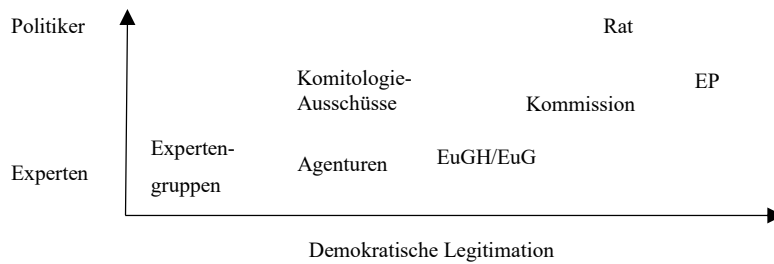 Politiker
Rat
Komitologie-
Ausschüsse
EP
Kommission
Experten-
gruppen
Agenturen
EuGH/EuG
Experten
Demokratische Legitimation